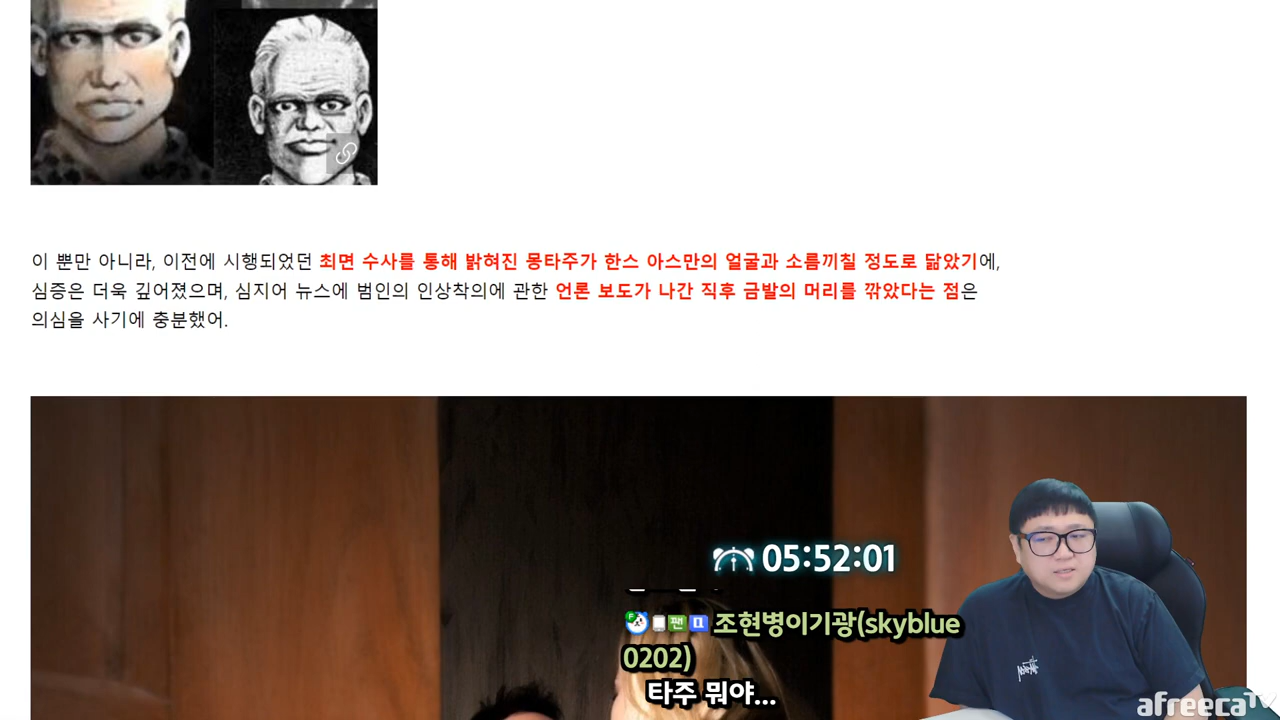 이 뿐만 아니라, 이전에 시행되었던 최면 수사를 통해 밝혀진 몽타주가 한스 아스만의 얼굴과 소름끼칠 정도로 닮았기에,
심증은 더욱 깊어졌으며, 심지어 뉴스에 범인의 인상착의에 관한 언론 보도가 나간 직후 금발의 머리를 깎았다는 점은
의심을 사기에 충분했어.
05:52:01
F 팬 조현병이기광(skyblue
0202)
타주 뭐야...
afreecaTV